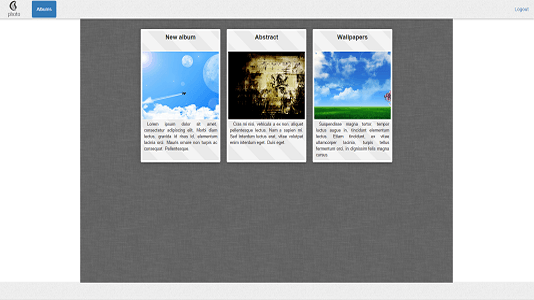 photo
Albums
Logout
New album
Abstract
Wallpapers
Lorem ipsum dolor sit amet,
consectetur adipiscing elit. Morbi diam
lectus, gravida id risus id, elementum
lacinia orci. Mauris ornare non turpis ac
consequat. Pellentesque.
Cras mi nisi, vehicula a ex non, aliquet
pellentesque lectus. Nam a sapien mi.
Sed interdum lectus erat, vitae volutpat
enim interdum eget. Duis eget
Suspendisse magna tortor, tempor
luctus augue in, tincidunt elementum
lectus. Etiam tincidunt, ex vitae
ullamcorper lacinia, turpis tellus
fermentum orci, in dignissim felis magna
cursus